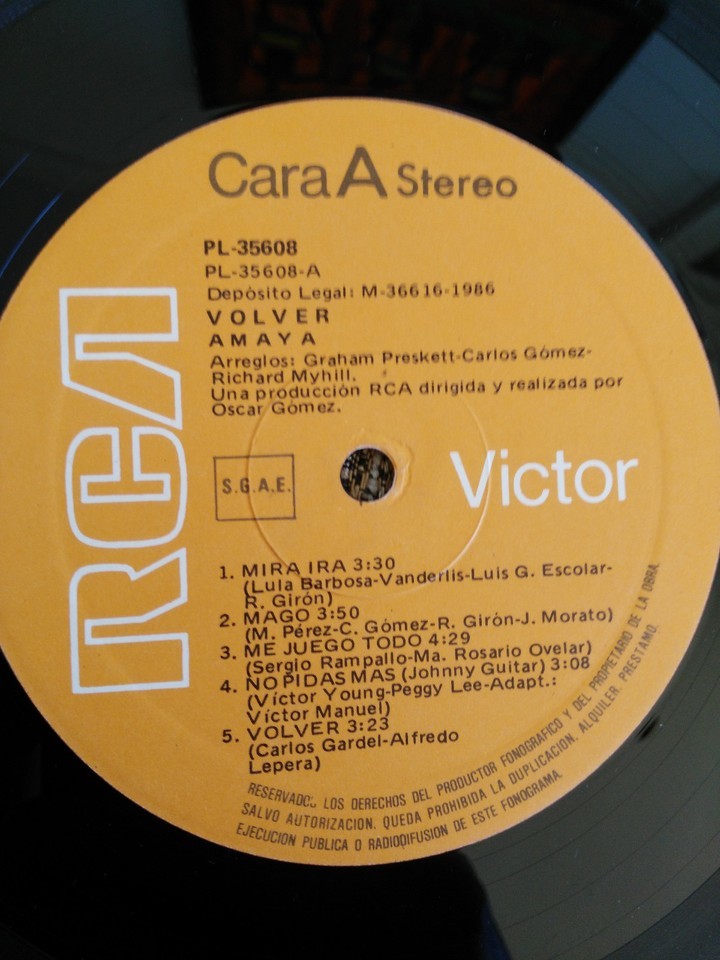 Cara A Stereo
PL-35608
PL-35608-A
Depósito Legal: M-36616-1986
VOLVER
AMAYA
Arreglos: Graham Preskett-Carlos Gómez-
Richard Myhill.
Una producción RCA dirigida y realizada por
Oscar Gómez.
RCA
S.G.A.E.
Victor
1. MIRA IRA 3:30
(Lula Barbosa-Vanderlis-Luis G. Escolar-
R. Girón)
2. MAGO 3:50
(M. Pérez-C. Gómez-R. Girón-J. Morato)
3. ME JUEGO TODO 4:29
(Sergio Rampallo-Ma. Rosario Ovelar)
4. NO PIDAS MAS (Johnny Guitar) 3:08
(Víctor Young-Peggy Lee-Adapt.:
Víctor Manuel)
5. VOLVER 3:23
(Carlos Gardel-Alfredo
Lepera)
RESERVADOS LOS DERECHOS DEL PRODUCTOR FONOGRAFICO Y DEL PROPIETARIO DE LA OBRA.
SALVO AUTORIZACION. QUEDA PROHIBIDA LA DUPLICACION. ALQUILER. PRESTAMO.
EJECUCION PUBLICA O RADIODIFUSION DE ESTE FONOGRAMA.